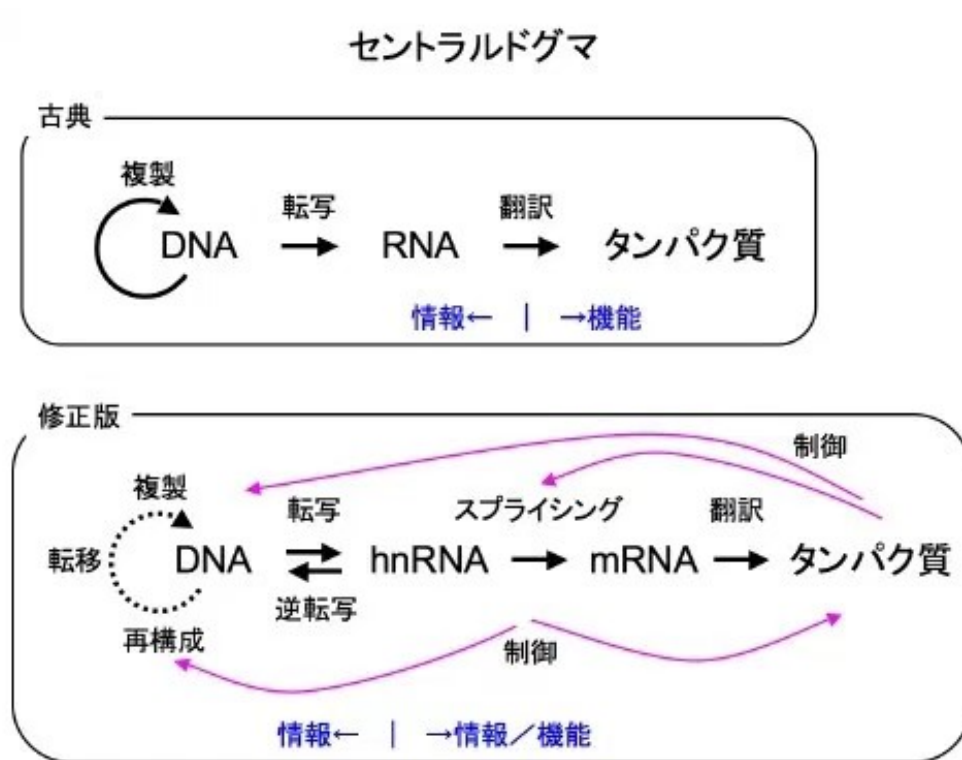 セントラルドグマ
古典
複製
転写
翻訳
DNA
RNA
タンパク質
情報← | →機能
修正版
制御
複製
転写
スプライシング
翻訳
転移
DNA
hnRNA
mRNA
タンパク質
逆転写
再構成
制御
情報← | →情報/機能